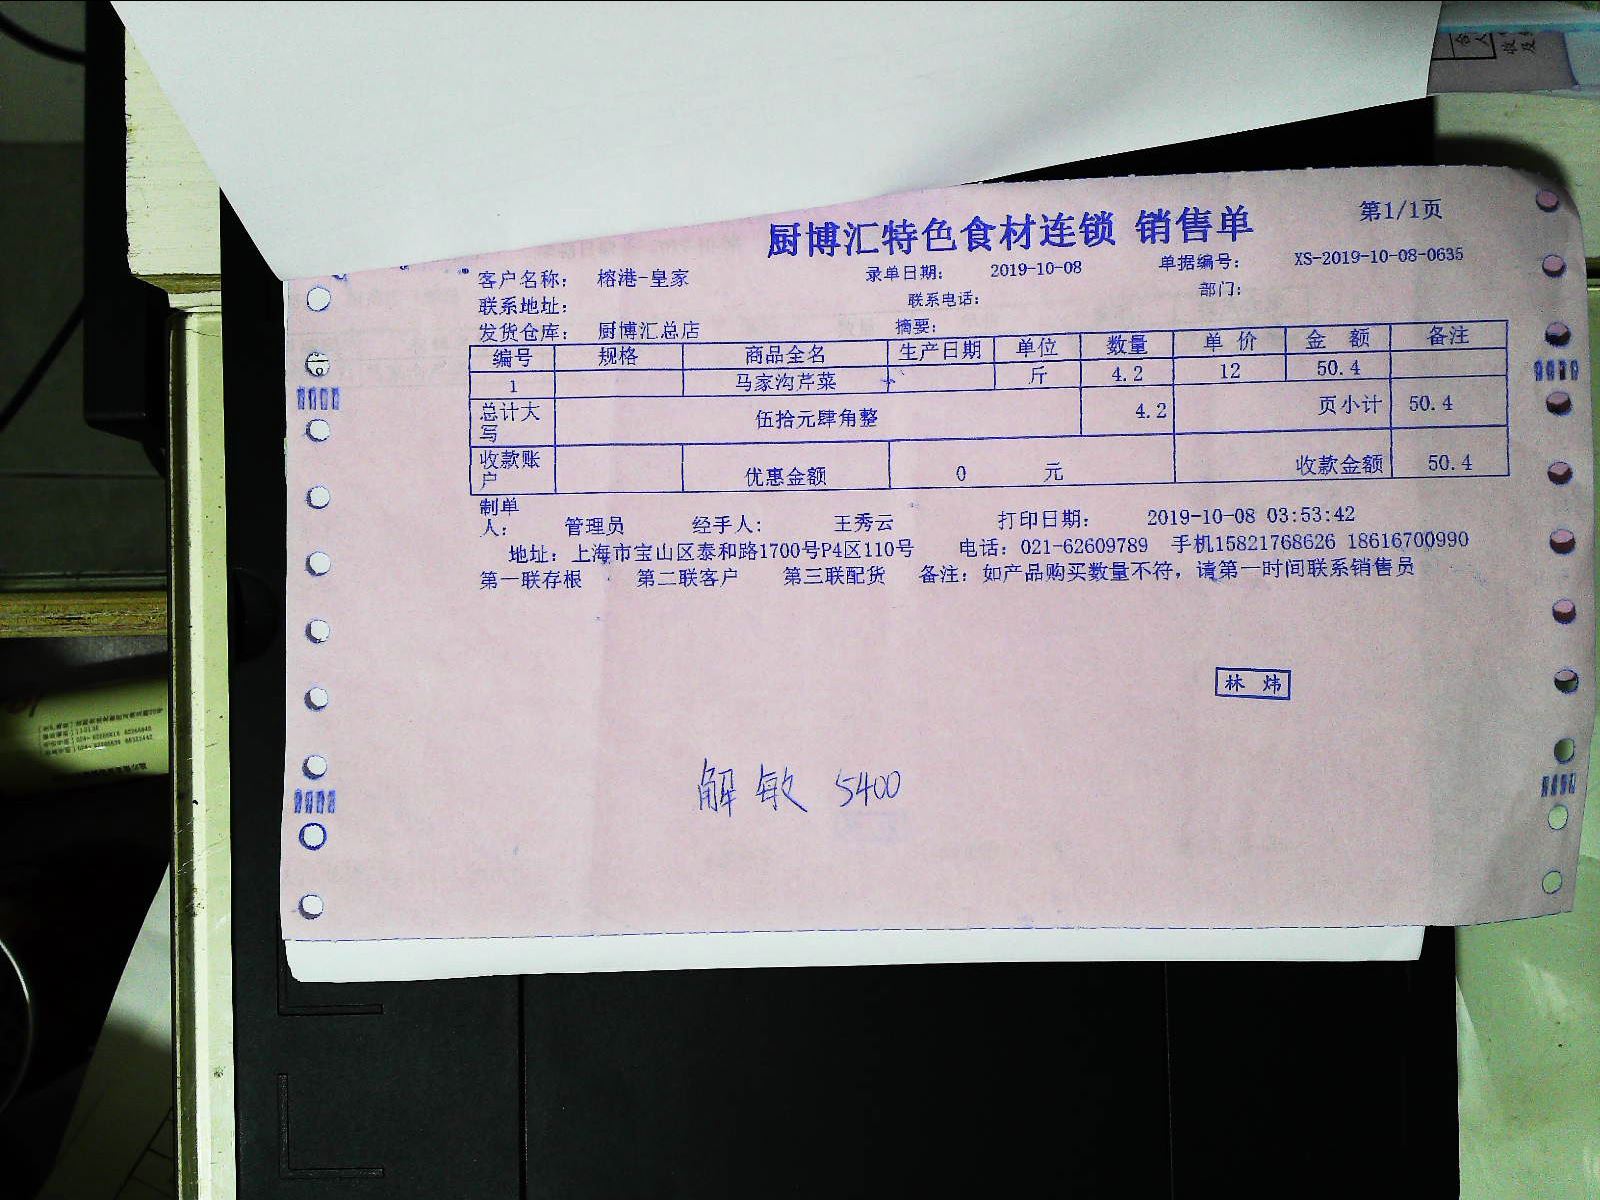 厨博汇特色食材连锁 销售单 第1/1页
客户名称： 榕港-皇家 录单日期： 2019-10-08 单据编号： XS-2019-10-08-0635
联系地址： 联系电话： 部门：
发货仓库： 厨博汇总店 摘要：
编号 规格 商品全名 生产日期 单位 数量 单 价 金 额 备注
1 马家沟芹菜 斤 4.2 12 50.4
总计大写 伍拾元肆角整 4.2 页小计 50.4
收款账户 优惠金额 0 元 收款金额 50.4
制单人： 管理员 经手人： 王秀云 打印日期： 2019-10-08 03:53:42
地址：上海市宝山区泰和路1700号P4区110号 电话：021-62609789 手机15821768626 18616700990
第一联存根 第二联客户 第三联配货 备注：如产品购买数量不符，请第一时间联系销售员
林 炜
解敏 5400